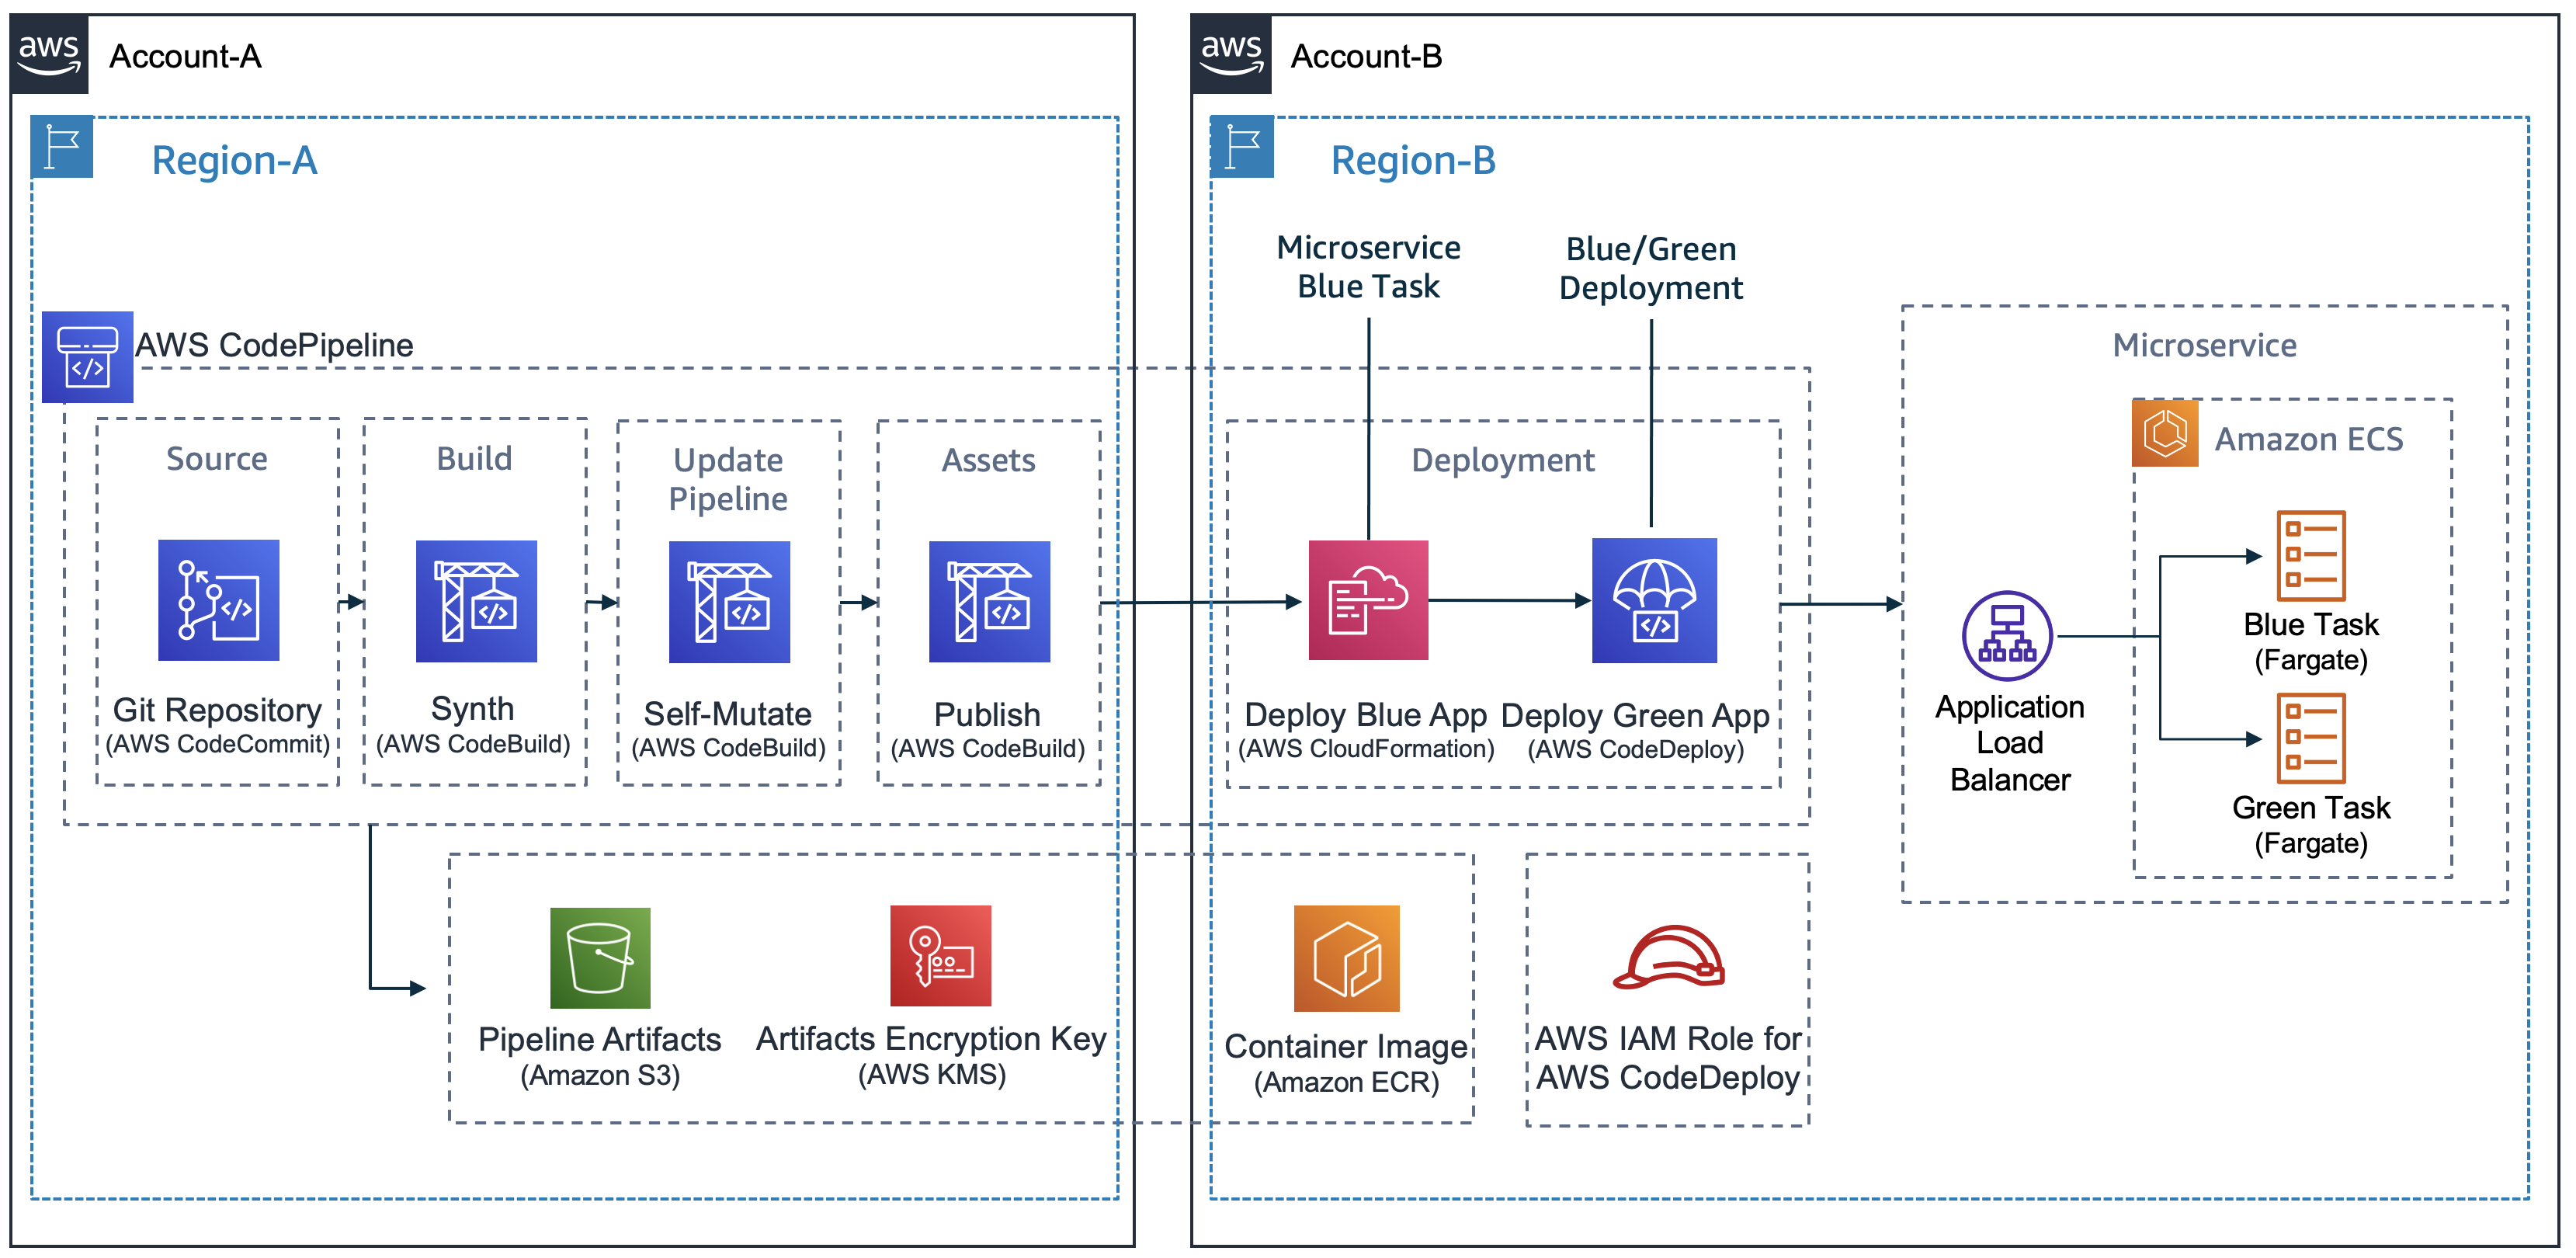 aws
Account-A
Region-A
AWS CodePipeline
Source
Git Repository
(AWS CodeCommit)
Build
Synth
(AWS CodeBuild)
Update
Pipeline
Self-Mutate
(AWS CodeBuild)
Assets
Publish
(AWS CodeBuild)
Pipeline Artifacts
(Amazon S3)
Artifacts Encryption Key
(AWS KMS)
aws
Account-B
Region-B
Microservice
Blue Task
Blue/Green
Deployment
Deployment
Deploy Blue App
(AWS CloudFormation)
Deploy Green App
(AWS CodeDeploy)
Container Image
(Amazon ECR)
AWS IAM Role for
AWS CodeDeploy
Microservice
Amazon ECS
Application
Load
Balancer
Blue Task
(Fargate)
Green Task
(Fargate)